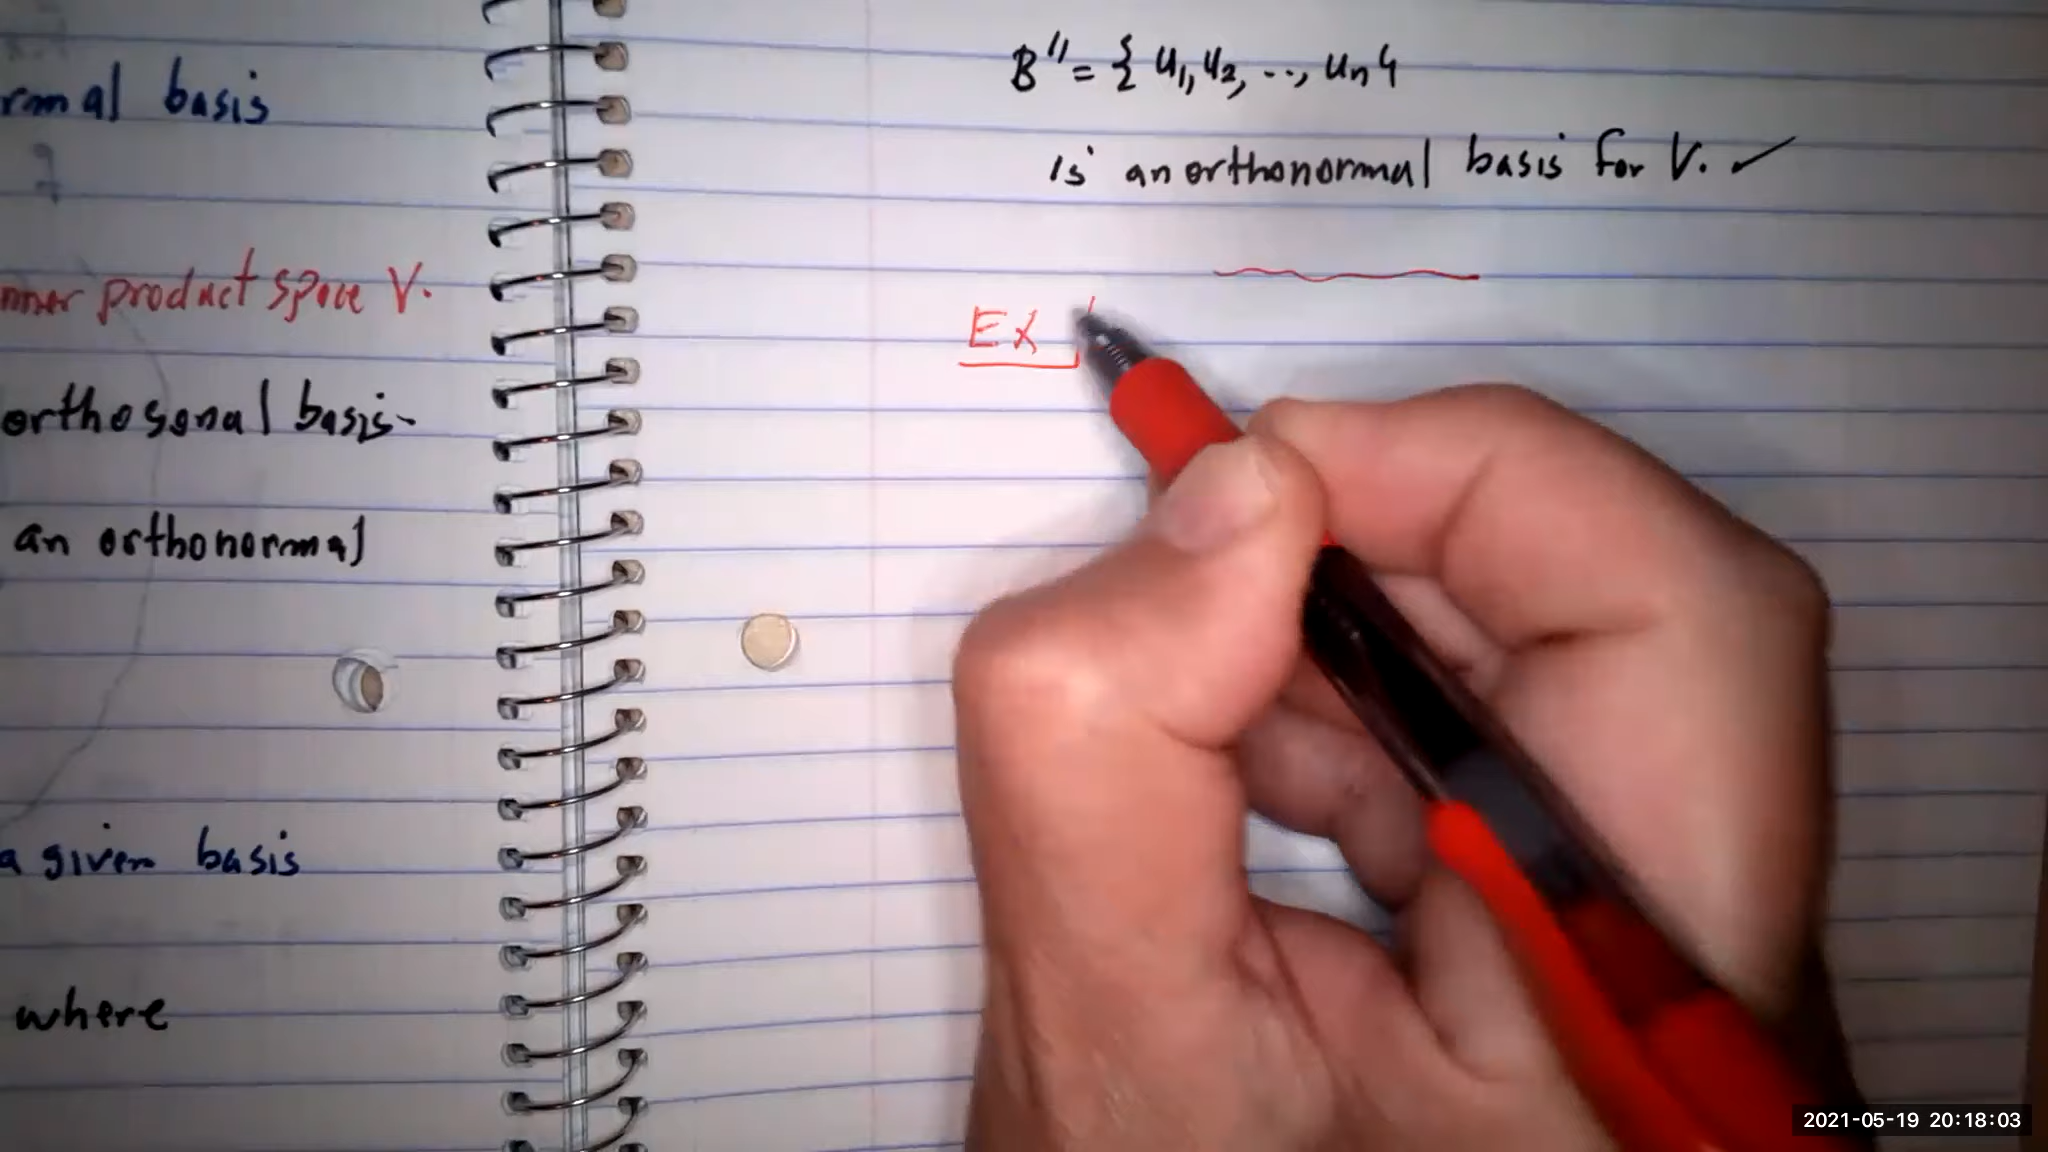 rmal basis
nner product space V.
orthogonal basis-
an orthonormal
a given basis
where
B'' = { u1, u2, ..., un }
is an orthonormal basis for V. ✓
EX
2021-05-19 20:18:03